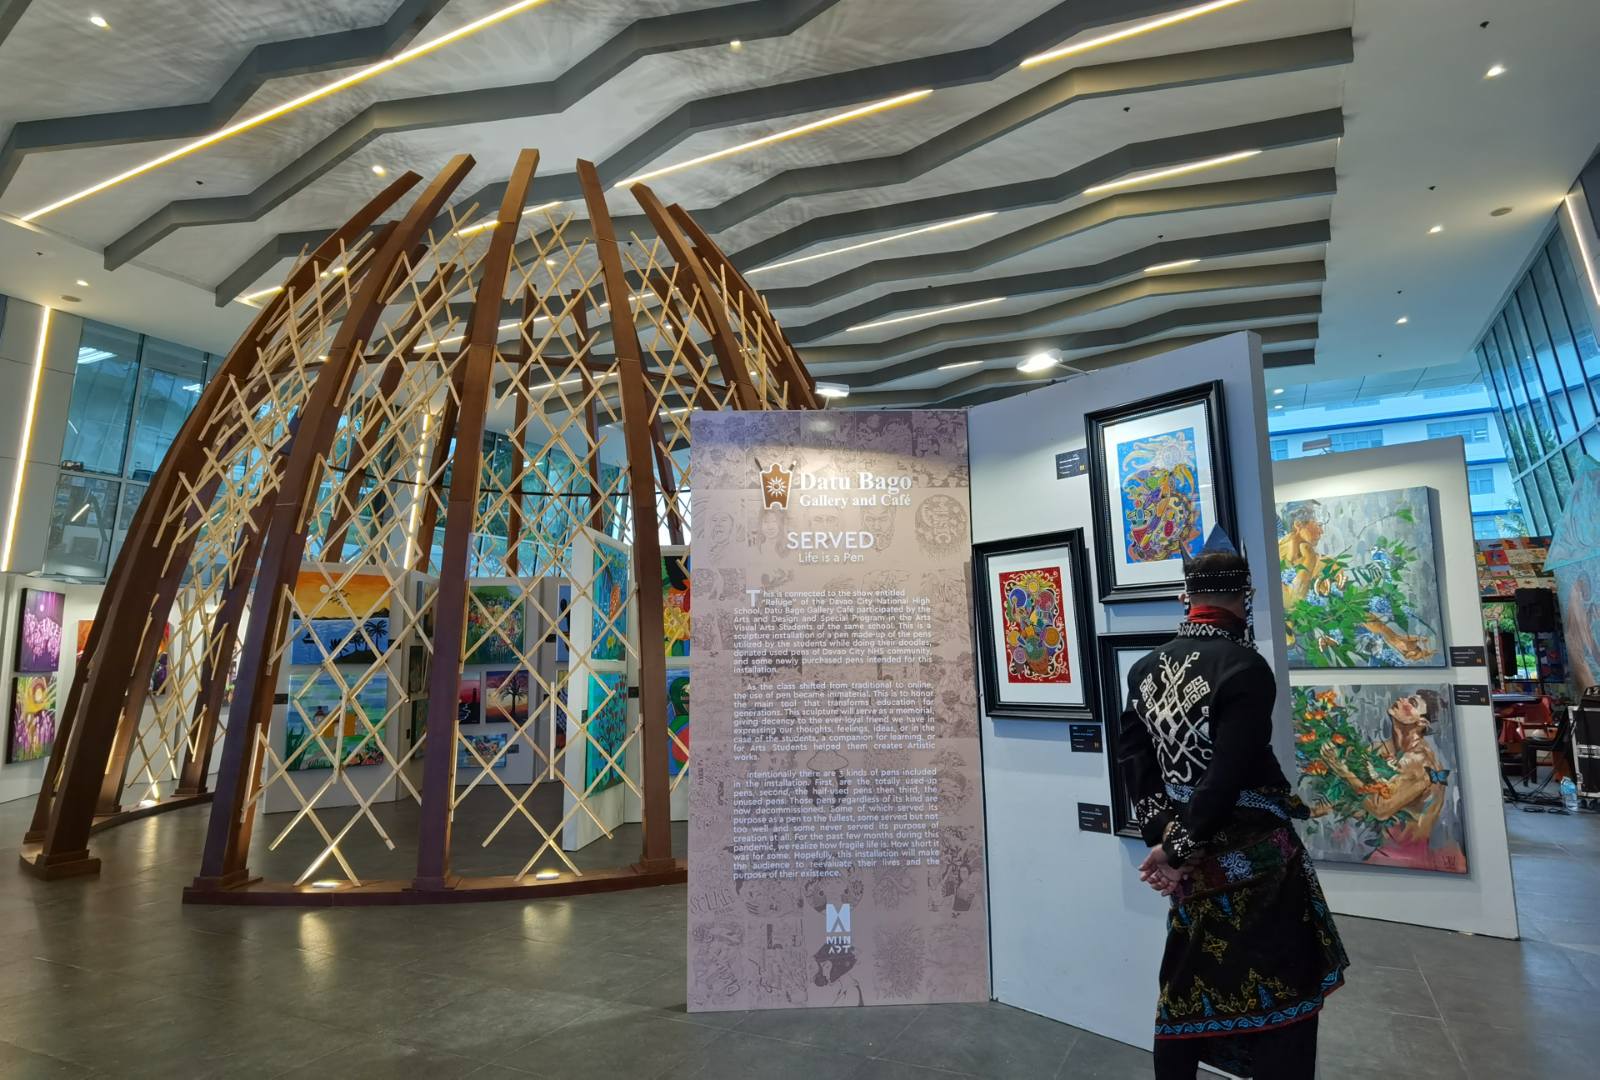 Datu Bago
Gallery and Café
SERVED
Life is a Pen
This is connected to the show entitled
"Refuge" of the Davao City National High
School, Datu Bago Gallery Café participated by the
Arts and Design and Special Program in the Arts
Visual Arts Students of the same school. This is a
sculpture installation of a pen made-up of the pens
utilized by the students while doing their doodles,
donated used pens of Davao City NHS community,
and some newly purchased pens intended for this
installation.
As the class shifted from traditional to online,
the use of pen became inmaterial. This is to honor
the main tool that transforms education for
generations. This sculpture will serve as a memorial,
giving decency to the ever loyal friend we have in
expressing our thoughts, feelings, ideas, or in the
case of the students, a companion for learning, or
for Arts Students helped them creates Artistic
works.
Intentionally there are 3 kinds of pens included
in the installation. First, are the totally used-up
pens, second, the half-used pens then third, the
unused pens. Those pens regardless of its kind are
now decommissioned. Some of which served its
purpose as a pen to the fullest, some served but not
too well and some never served its purpose of
creation at all. For the past few months during this
pandemic, we realize how fragile life is. How short it
was for some. Hopefully, this installation will make
the audience to reevaluate their lives and the
purpose of their existence.
MIN
ART